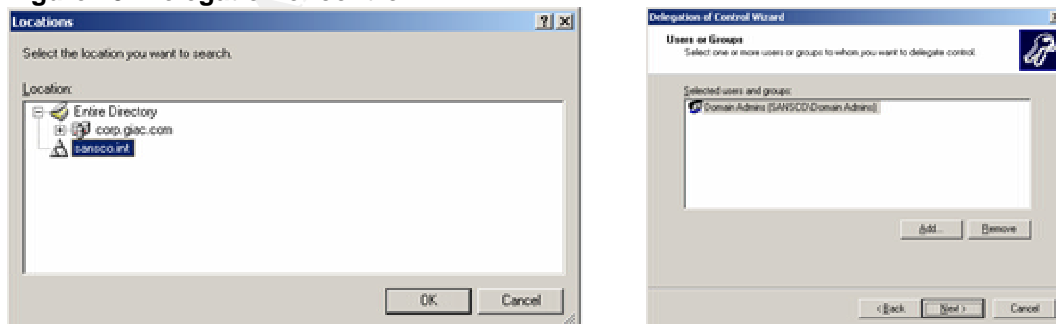 Locations
Select the location you want to search.
Location:
Entire Directory
corp.giac.com
sansco.int
OK
Cancel
Delegation of Control Wizard
Users or Groups
Select one or more users or groups to whom you want to delegate control.
Selected users and groups:
Domain Admins (SANSCO\Domain Admins)
Add...
Remove
< Back
Next >
Cancel